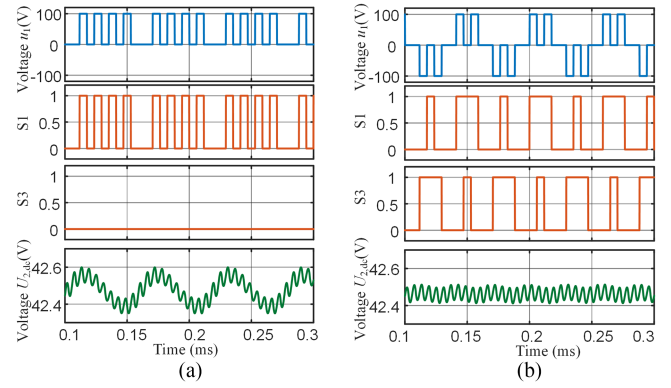 Voltage u1(V)
100
0
-100
S1
1
0.5
0
S3
1
0.5
0
Voltage U2,dc(V)
42.6
42.4
0.1 0.15 0.2 0.25 0.3
Time (ms)
(a)
Voltage u1(V)
100
0
-100
S1
1
0.5
0
S3
1
0.5
0
Voltage U2,dc(V)
42.6
42.4
0.1 0.15 0.20 0.25 0.3
Time (ms)
(b)